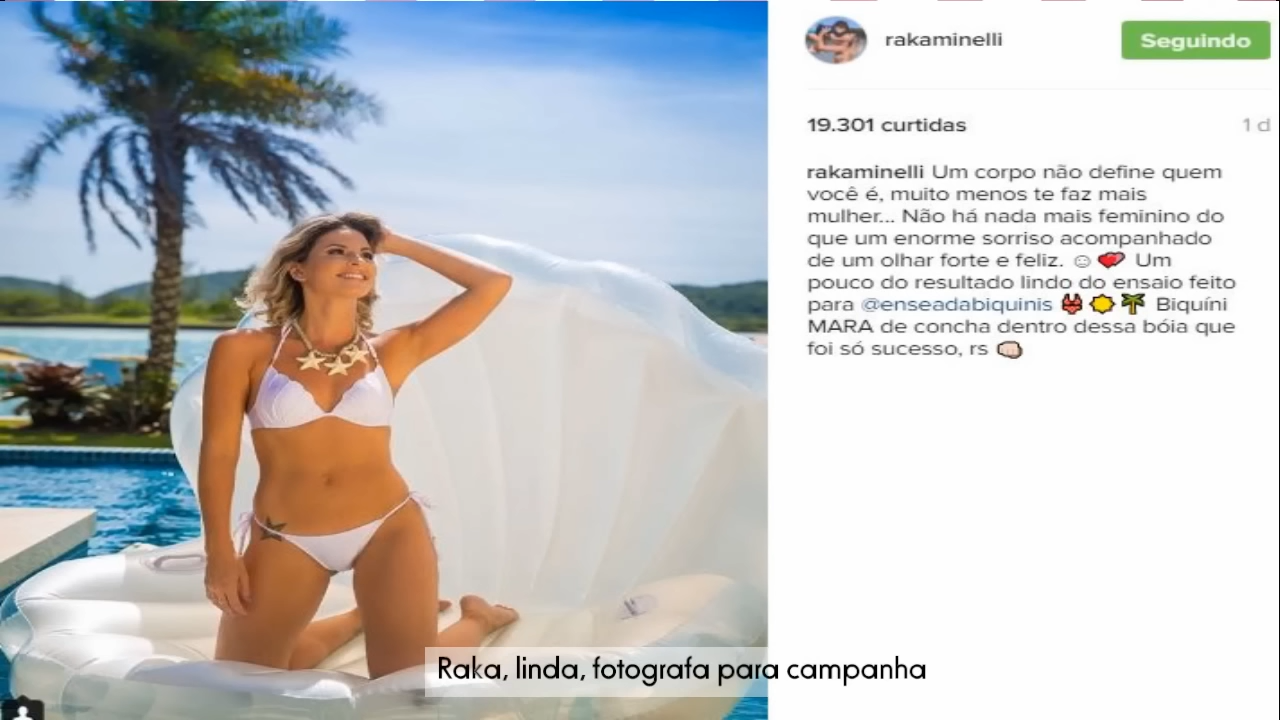 rakaminelli
Seguindo
19.301 curtidas
1 d
rakaminelli Um corpo não define quem
você é, muito menos te faz mais
mulher... Não há nada mais feminino do
que um enorme sorriso acompanhado
de um olhar forte e feliz. ☺️💕 Um
pouco do resultado lindo do ensaio feito
para @enseadabiquinis 👙☀️🌴 Biquíni
MARA de concha dentro dessa bóia que
foi só sucesso, rs 👊🏻
Raka, linda, fotografa para campanha